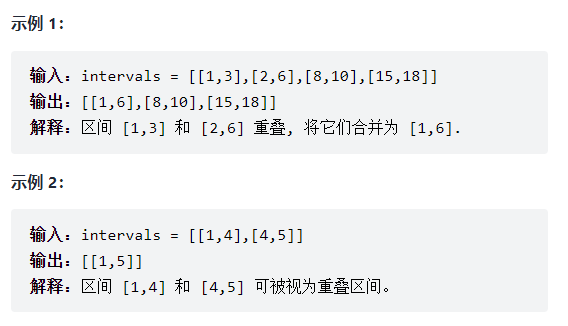 示例 1：
输入：intervals = [[1,3],[2,6],[8,10],[15,18]]
输出：[[1,6],[8,10],[15,18]]
解释：区间 [1,3] 和 [2,6] 重叠, 将它们合并为 [1,6].
示例 2：
输入：intervals = [[1,4],[4,5]]
输出：[[1,5]]
解释：区间 [1,4] 和 [4,5] 可被视为重叠区间。